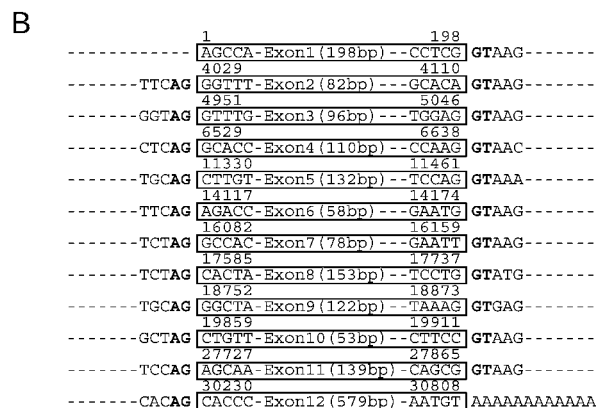 B
1 198
------------ AGCCA-Exon1(198bp)--CCTCG GTAAG-------
4029 4110
-------TTCAG GGTTT-Exon2(82bp)---GCACA GTAAG-------
4951 5046
-------GGTAG GTTTG-Exon3(96bp)---TGGAG GTAAG-------
6529 6638
-------CTCAG GCACC-Exon4(110bp)--CCAAG GTAAC-------
11330 11461
-------TGCAG CTTGT-Exon5(132bp)--TCCAG GTAAA-------
14117 14174
-------TTCAG AGACC-Exon6(58bp)---GAATG GTAAG-------
16082 16159
-------TCTAG GCCAC-Exon7(78bp)---GAATT GTAAG-------
17585 17737
-------TCTAG CACTA-Exon8(153bp)--TCCTG GTATG-------
18752 18873
-------TGCAG GGCTA-Exon9(122bp)--TAAAG GTGAG-------
19859 19911
-------GCTAG CTGTT-Exon10(53bp)--CTTCC GTAAG-------
27727 27865
-------TCCAG AGCAA-Exon11(139bp)-CAGCG GTAAG-------
30230 30808
-------CACAG CACCC-Exon12(579bp)-AATGT AAAAAAAAAAAA